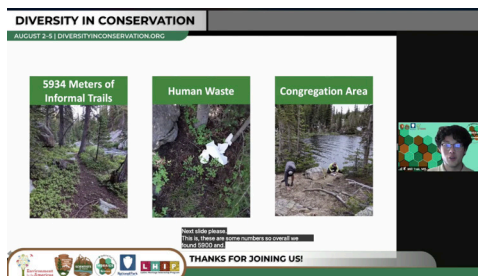 DIVERSITY IN CONSERVATION
AUGUST 2-5 | DIVERSITYINCONSERVATION.ORG
5934 Meters of
Informal Trails
Human Waste
Congregation Area
Next slide please.
This is, these are some numbers so overall we
found 5900 and.
THANKS FOR JOINING US!